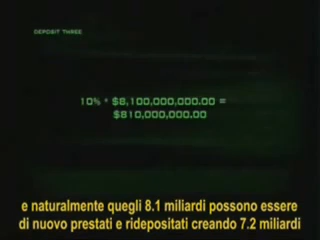 DEPOSIT THREE
10% * $8,100,000,000.00 =
$810,000,000.00
e naturalmente quegli 8.1 miliardi possono essere
di nuovo prestati e ridepositati creando 7.2 miliardi